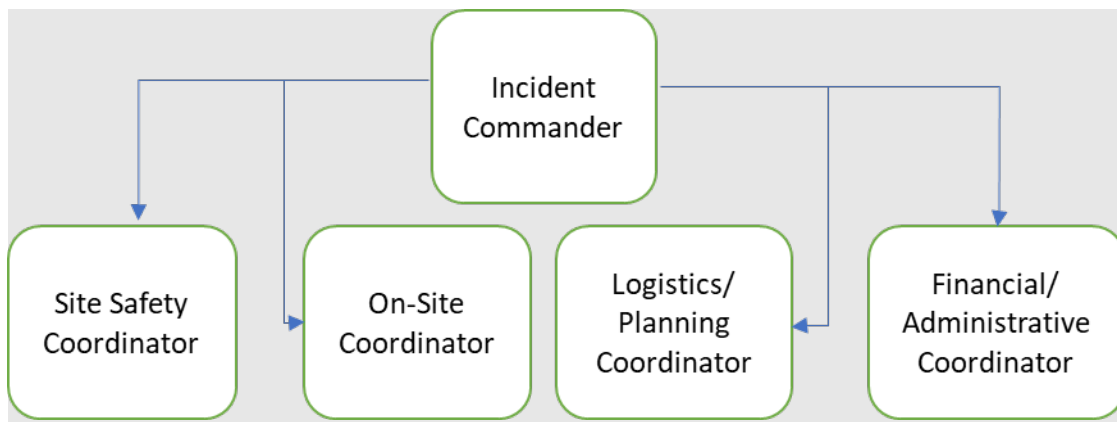 Incident
Commander
Site Safety
Coordinator
On-Site
Coordinator
Logistics/
Planning
Coordinator
Financial/
Administrative
Coordinator